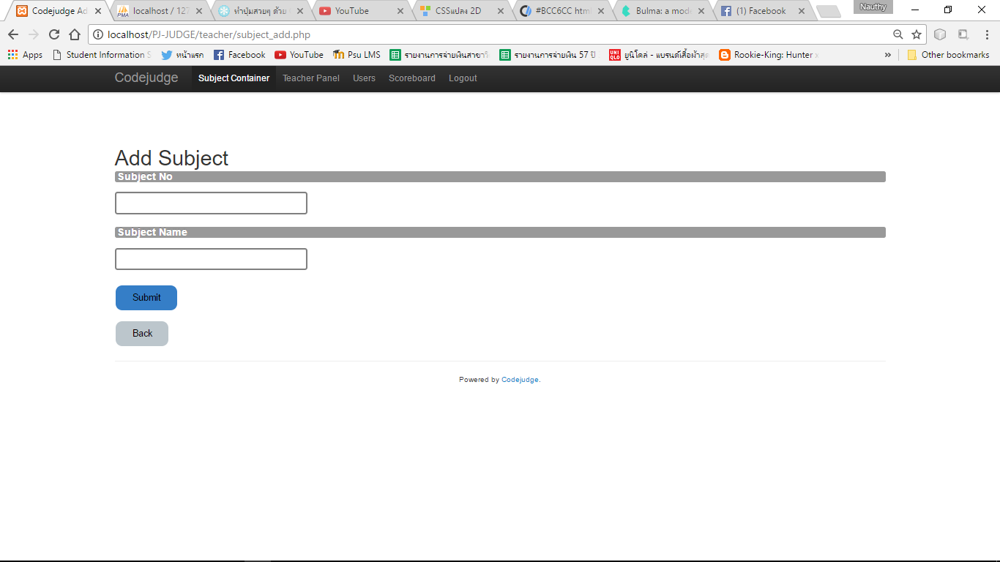 Codejudge Ad
localhost / 127
ทำปุ่มสวยๆ ด้วย
YouTube
CSSแปลง 2D
#BCC6CC html
Bulma: a mode
(1) Facebook
Nauthy
localhost/PJ-JUDGE/teacher/subject_add.php
Apps
Student Information S
หน้าแรก
Facebook
YouTube
Psu LMS
รายงานการจ่ายเงินสาขาวิ
รายงานการจ่ายเงิน 57 ปี
ยูนิโคล่ - แบรนด์เสื้อผ้าสุด
Rookie-King: Hunter x
»
Other bookmarks
Codejudge
Subject Container
Teacher Panel
Users
Scoreboard
Logout
Add Subject
Subject No
Subject Name
Submit
Back
Powered by Codejudge.